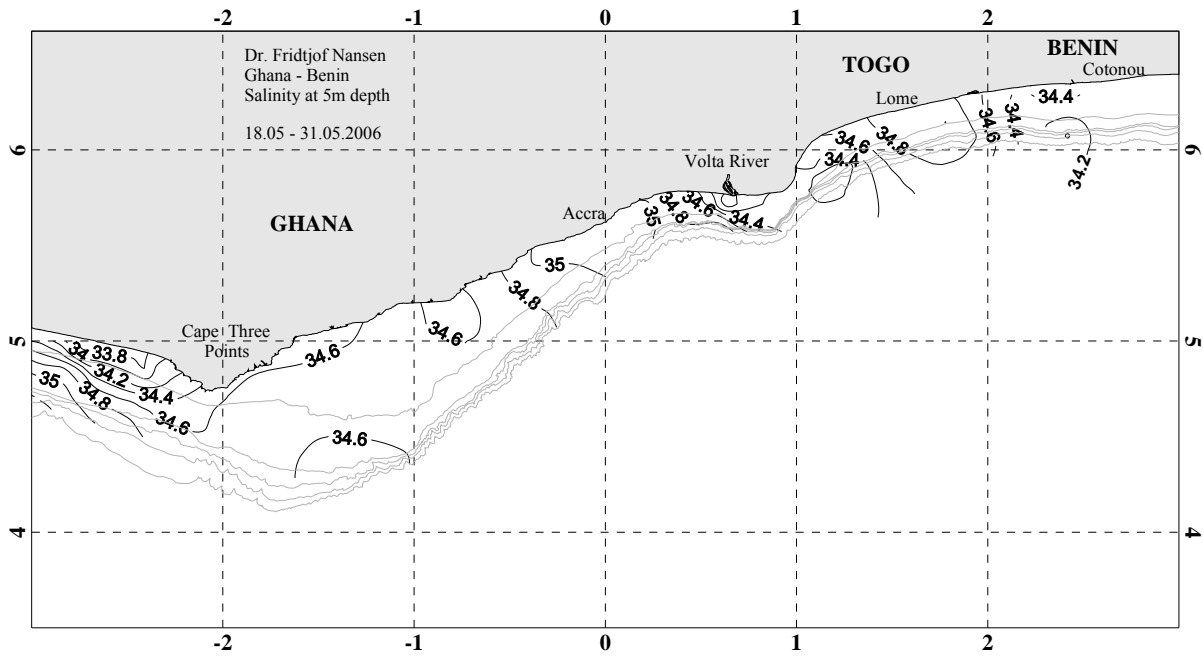 -2 -1 0 1 2
Dr. Fridtjof Nansen
Ghana - Benin
Salinity at 5m depth
18.05 - 31.05.2006
BENIN
Cotonou
TOGO
Lome
34.4
34.6
34.4
34.2
34.8
34.6
34.4
6
6
Volta River
Accra
GHANA
35
34.8
34.6
34.4
35
34.8
34.6
34.6
Cape Three
Points
5
5
33.8
34
34.2
34.4
34.6
34.8
35
34.6
4
4
-2 -1 0 1 2